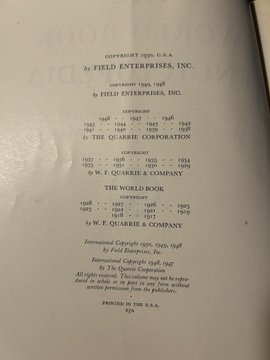 COPYRIGHT 1950, U.S.A.
by FIELD ENTERPRISES, INC.
COPYRIGHT 1949, 1948
by FIELD ENTERPRISES, INC.
COPYRIGHT
1948 · · 1947 · · 1946
1945 · · 1944 · · 1943 · · 1942
1941 · · 1940 · · 1939 · · 1938
by THE QUARRIE CORPORATION
COPYRIGHT
1937 · · 1936 · · 1935 · · 1934
1933 · · 1931 · · 1930 · · 1929
by W. F. QUARRIE & COMPANY
THE WORLD BOOK
COPYRIGHT
1928 · · 1927 · · 1926 · · 1925
1923 · · 1922 · · 1921 · · 1919
1918 · · 1917
by W. F. QUARRIE & COMPANY
International Copyright 1950, 1949, 1948
by Field Enterprises, Inc.
International Copyright 1948, 1947
by The Quarrie Corporation
All rights reserved. This volume may not be repro-
duced in whole or in part in any form without
written permission from the publishers.
PRINTED IN THE U.S.A.